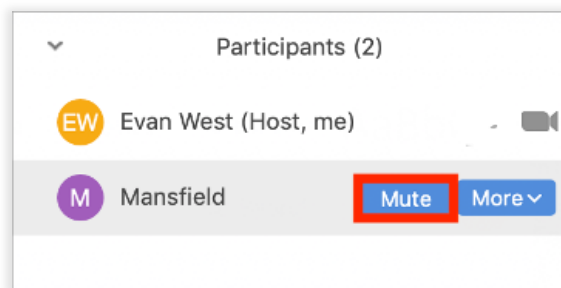 Participants (2)
EW Evan West (Host, me)
M Mansfield Mute More